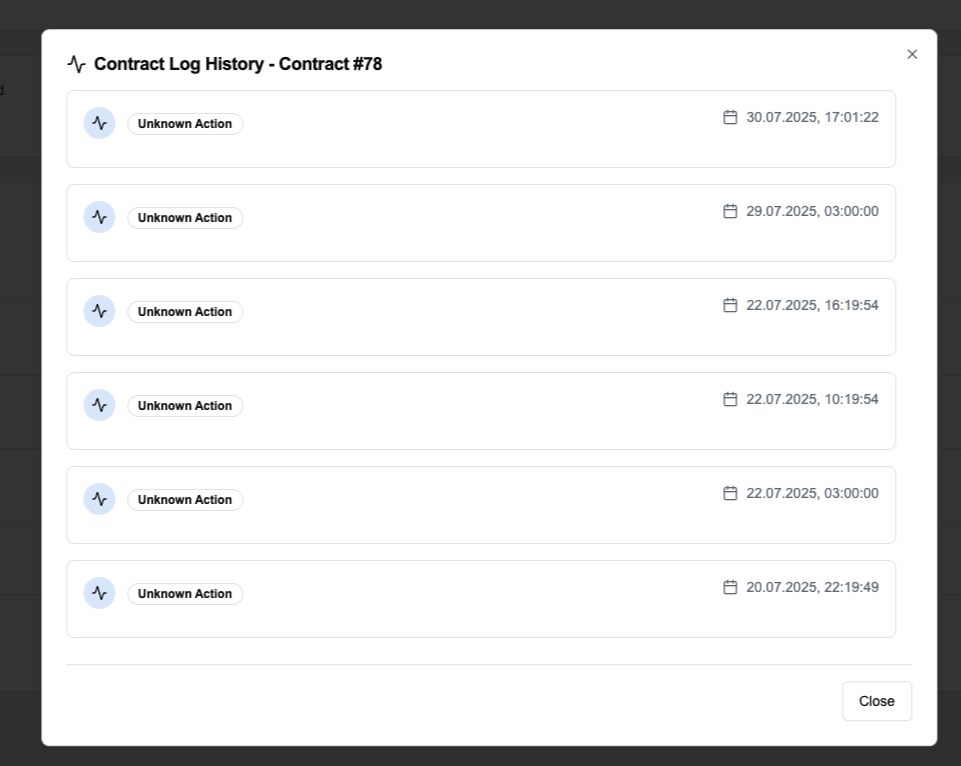 d
Contract Log History - Contract #78
Unknown Action
30.07.2025, 17:01:22
Unknown Action
29.07.2025, 03:00:00
Unknown Action
22.07.2025, 16:19:54
Unknown Action
22.07.2025, 10:19:54
Unknown Action
22.07.2025, 03:00:00
Unknown Action
20.07.2025, 22:19:49
Close